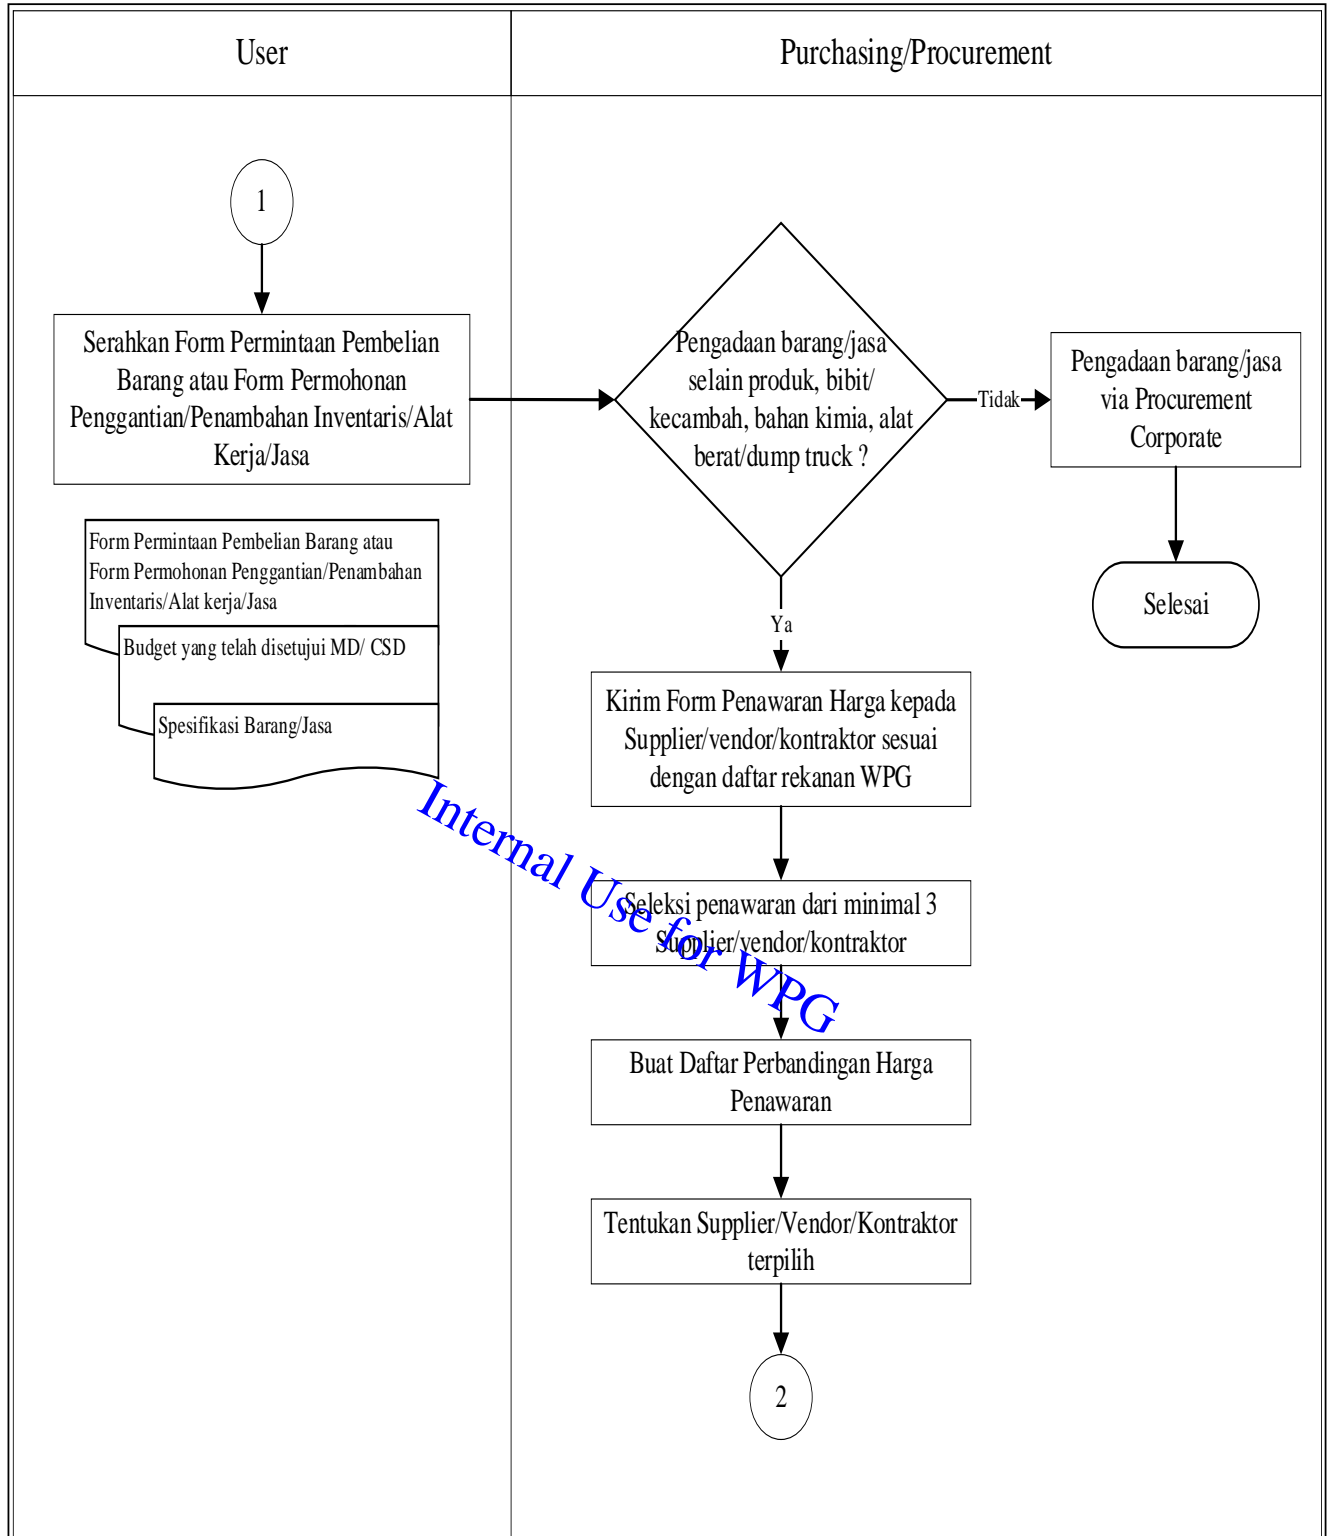 User
Purchasing/Procurement
1
Serahkan Form Permintaan Pembelian
Barang atau Form Permohonan
Penggantian/Penambahan Inventaris/Alat
Kerja/Jasa
Form Permintaan Pembelian Barang atau
Form Permohonan Penggantian/Penambahan
Inventaris/Alat kerja/Jasa
Budget yang telah disetujui MD/ CSD
Spesifikasi Barang/Jasa
Pengadaan barang/jasa
selain produk, bibit/
kecambah, bahan kimia, alat
berat/dump truck ?
Tidak
Pengadaan barang/jasa
via Procurement
Corporate
Selesai
Ya
Kirim Form Penawaran Harga kepada
Supplier/vendor/kontraktor sesuai
dengan daftar rekanan WPG
Seleksi penawaran dari minimal 3
Supplier/vendor/kontraktor
Internal Use for WPG
Buat Daftar Perbandingan Harga
Penawaran
Tentukan Supplier/Vendor/Kontraktor
terpilih
2